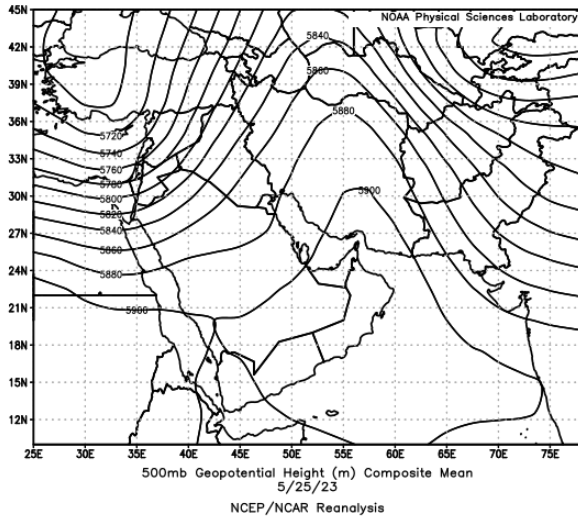 NOAA Physical Sciences Laboratory
45N
42N
39N
36N
33N
30N
27N
24N
21N
18N
15N
12N
5840
5860
5880
5720
5740
5760
5780
5800
5820
5840
5860
5880
5900
5900
25E 30E 35E 40E 45E 50E 55E 60E 65E 70E 75E
500mb Geopotential Height (m) Composite Mean
5/25/23
NCEP/NCAR Reanalysis